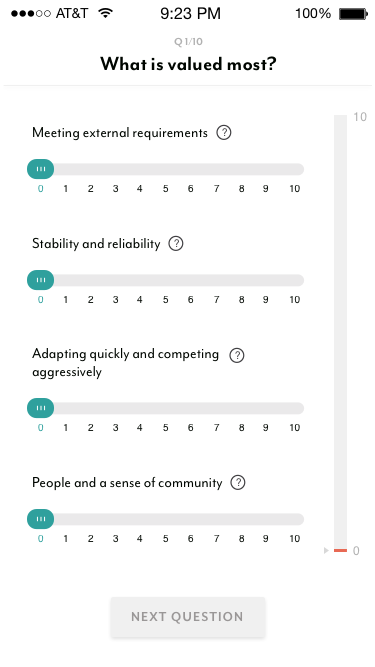 AT&T 9:23 PM 100%
Q 1/10
What is valued most?
10
Meeting external requirements ?
0 1 2 3 4 5 6 7 8 9 10
Stability and reliability ?
0 1 2 3 4 5 6 7 8 9 10
Adapting quickly and competing ?
aggressively
0 1 2 3 4 5 6 7 8 9 10
People and a sense of community ?
0 1 2 3 4 5 6 7 8 9 10
0
NEXT QUESTION